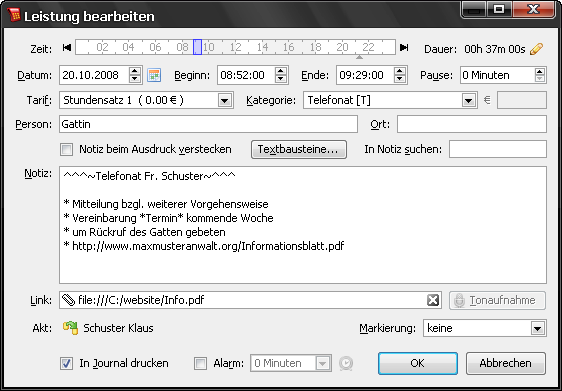 Leistung bearbeiten
Zeit: 02 04 06 08 10 12 14 16 18 20 22 Dauer: 00h 37m 00s
Datum: 20.10.2008 Beginn: 08:52:00 Ende: 09:29:00 Pause: 0 Minuten
Tarif: Stundensatz 1 ( 0.00 € ) Kategorie: Telefonat [T] €
Person: Gattin Ort:
Notiz beim Ausdruck verstecken Textbausteine... In Notiz suchen:
Notiz: ^^^~Telefonat Fr. Schuster~^^^
* Mitteilung bzgl. weiterer Vorgehensweise
* Vereinbarung *Termin* kommende Woche
* um Rückruf des Gatten gebeten
* http://www.maxmusteranwalt.org/Informationsblatt.pdf
Link: file:///C:/website/Info.pdf Tonaufnahme
Akt: Schuster Klaus Markierung: keine
In Journal drucken Alarm: 0 Minuten OK Abbrechen